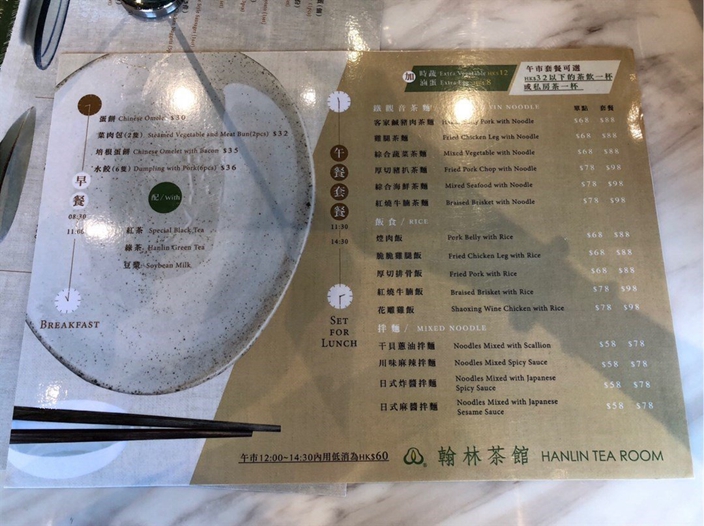 蛋餅 Chinese Omelet $30
菜肉包(2隻) Steamed Vegetable and Meat Bun(2pcs) $32
培根蛋餅 Chinese Omelet with Bacon $35
水餃(6隻) Dumpling with Pork(6pcs) $36
配/with
紅茶 Special Black Tea
綠茶 Hanlin Green Tea
豆漿 Soybean Milk
早
餐
08:30
BREAKFAST
午
餐
套
餐
11:30
14:30
SET
FOR
LUNCH
加
時蔬 Extra Vegetable HK$12
滷蛋
午市套餐可選
HK$32以下的茶飲一杯
或私房茶一杯
鐵觀音茶麵 NOODLE
單點 套餐
客家鹹豬肉茶麵 Pork with Noodle $68 $88
雞腿茶麵 Fried Chicken Leg with Noodle $68 $88
綜合蔬菜茶麵 Mixed Vegetable with Noodle $68 $88
厚切豬扒茶麵 Fried Pork Chop with Noodle $78 $98
綜合海鮮茶麵 Mixed Seafood with Noodle $78 $98
紅燒牛腩茶麵 Braised Brisket with Noodle $78 $98
飯食 / RICE
燒肉飯 Pork Belly with Rice $68 $88
脆脆雞腿飯 Fried Chicken Leg with Rice $68 $88
厚切排骨飯 Fried Pork with Rice $68 $88
紅燒牛腩飯 Braised Brisket with Rice $78 $98
花雕雞飯 Shaoxing Wine Chicken with Rice $78 $98
拌麵 / MIXED NOODLE
干貝蔥油拌麵 Noodles Mixed with Scallion $58 $78
川味麻辣拌麵 Noodles Mixed Spicy Sauce $58 $78
日式炸醬拌麵 Noodles Mixed with Japanese Spicy Sauce $58 $78
日式麻醬拌麵 Noodles Mixed with Japanese Sesame Sauce $58 $78
午市12:00~14:30內用低消為HK$60
翰林茶館 HANLIN TEA ROOM